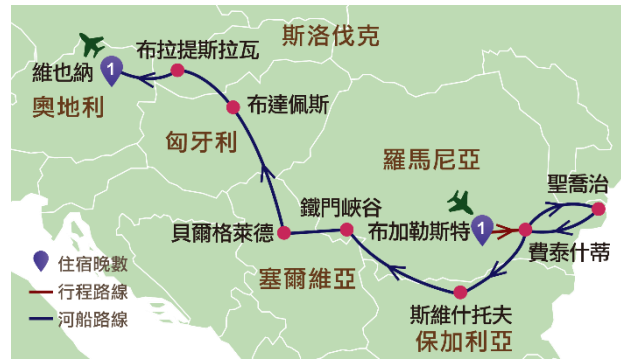 斯洛伐克
布拉提斯拉瓦
維也納
1
奧地利
布達佩斯
匈牙利
羅馬尼亞
聖喬治
鐵門峽谷
布加勒斯特
1
貝爾格萊德
費泰什蒂
住宿晚數
塞爾維亞
行程路線
斯維什托夫
河船路線
保加利亞